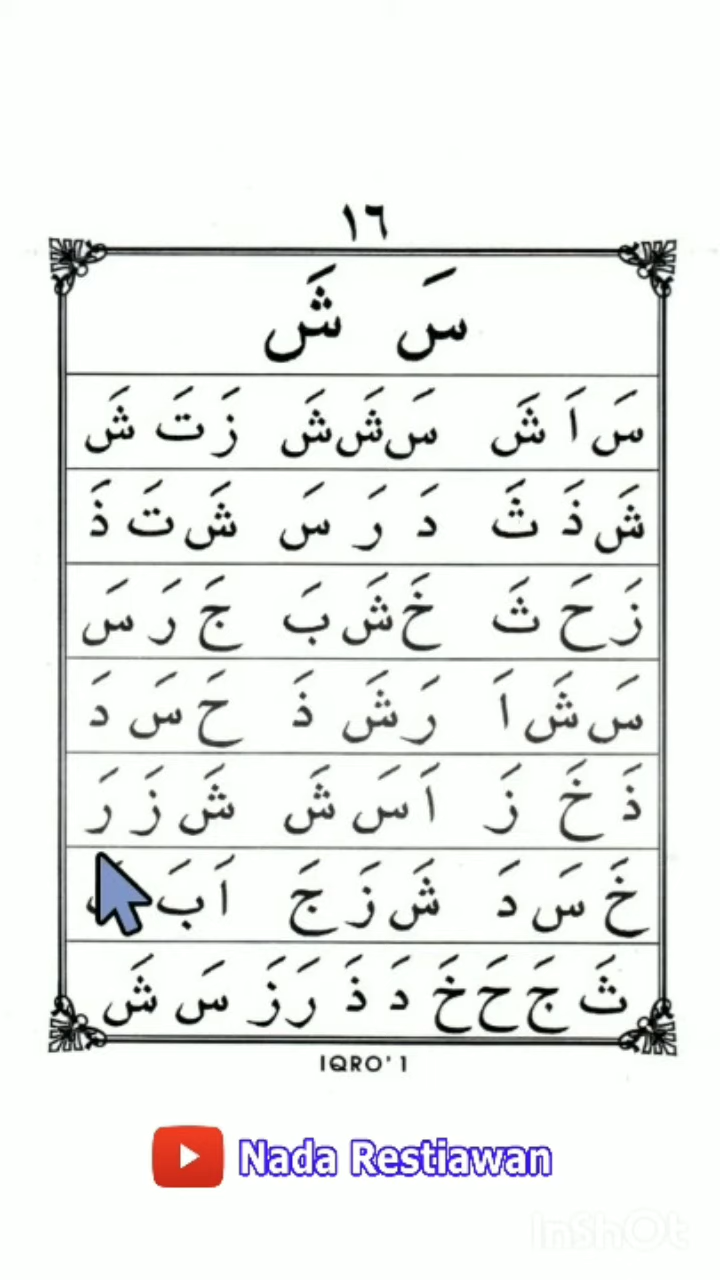 ١٦
سَ شَ
سَ اَ شَ سَ شَ شَ زَ تَ شَ
شَ ذَ ثَ دَ رَ سَ شَ تَ ذَ
زَ حَ ثَ خَ شَ بَ جَ رَ سَ
سَ شَ اَ رَ شَ ذَ حَ سَ دَ
ذَ خَ زَ اَ سَ شَ شَ زَ رَ
خَ سَ دَ شَ زَ جَ اَ بَ
ثَ جَ حَ خَ دَ ذَ رَ زَ سَ شَ
IQRO' 1
Nada Restiawan
InShOt